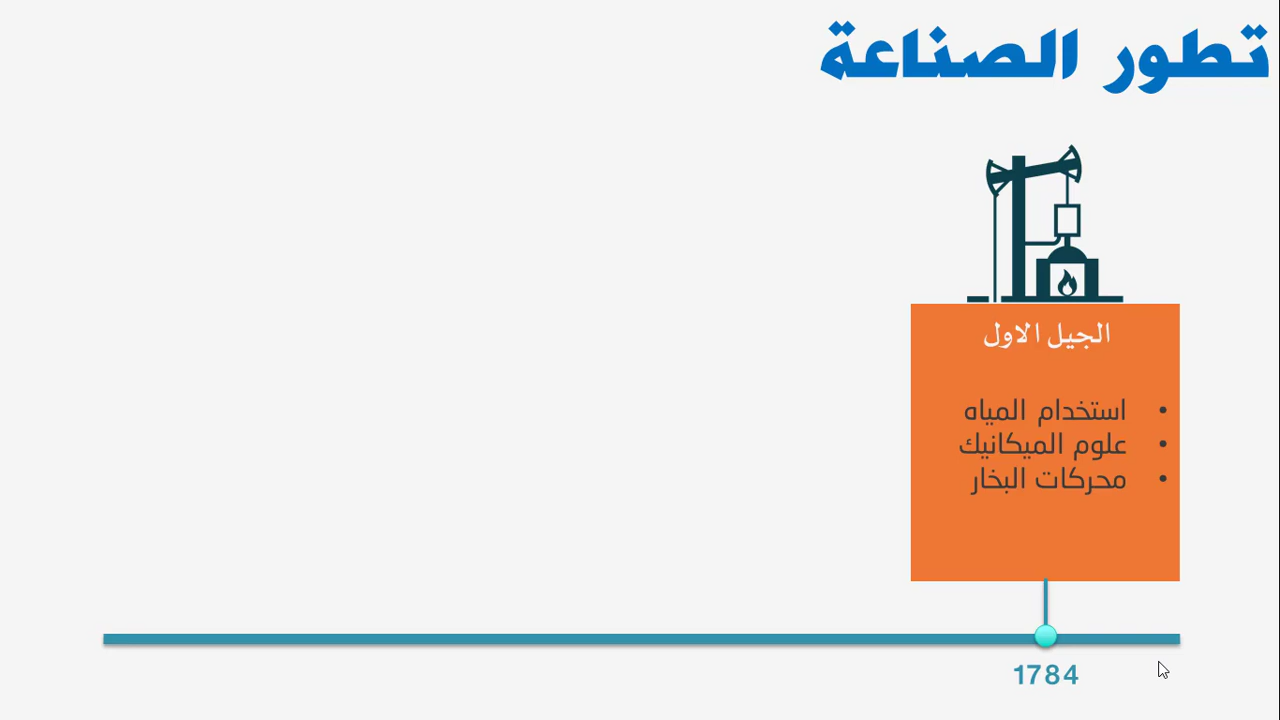 تطور الصناعة
الجيل الاول
• استخدام المياه
• علوم الميكانيك
• محركات البخار
1784